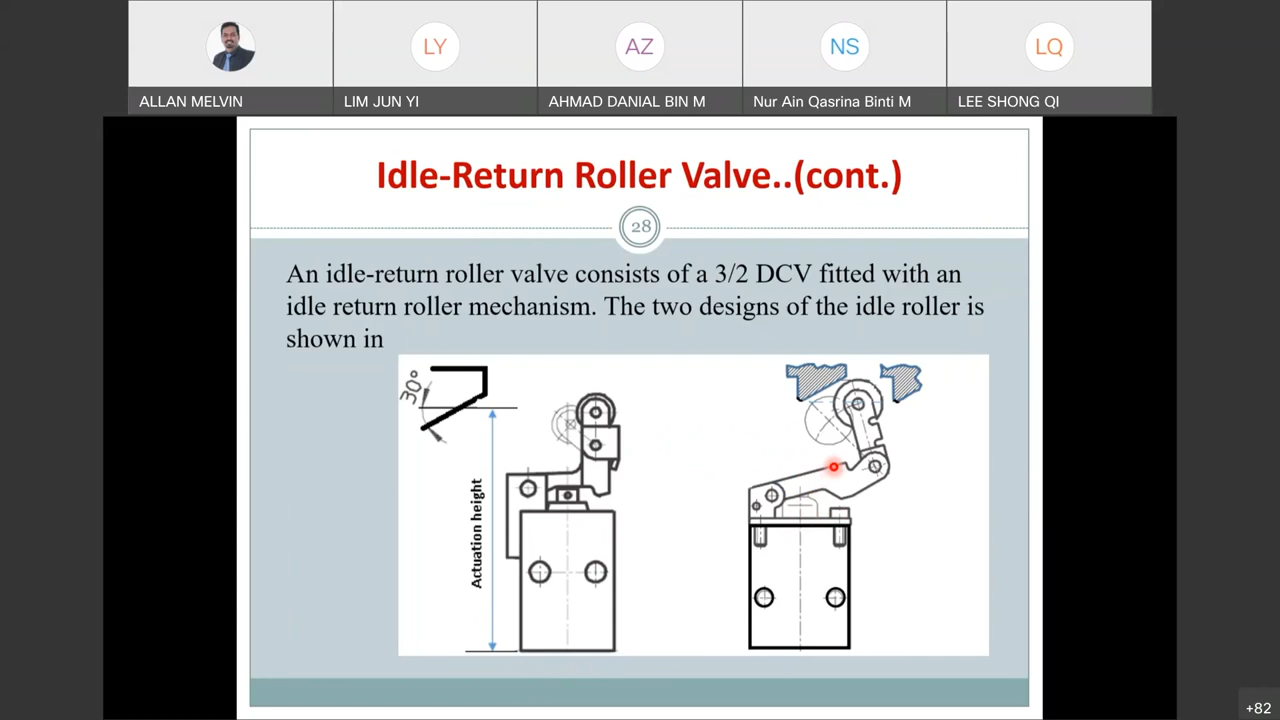 LY
AZ
NS
LQ
ALLAN MELVIN
LIM JUN YI
AHMAD DANIAL BIN M
Nur Ain Qasrina Binti M
LEE SHONG QI
Idle-Return Roller Valve..(cont.)
28
An idle-return roller valve consists of a 3/2 DCV fitted with an
idle return roller mechanism. The two designs of the idle roller is
shown in
30°
Actuation height
+82